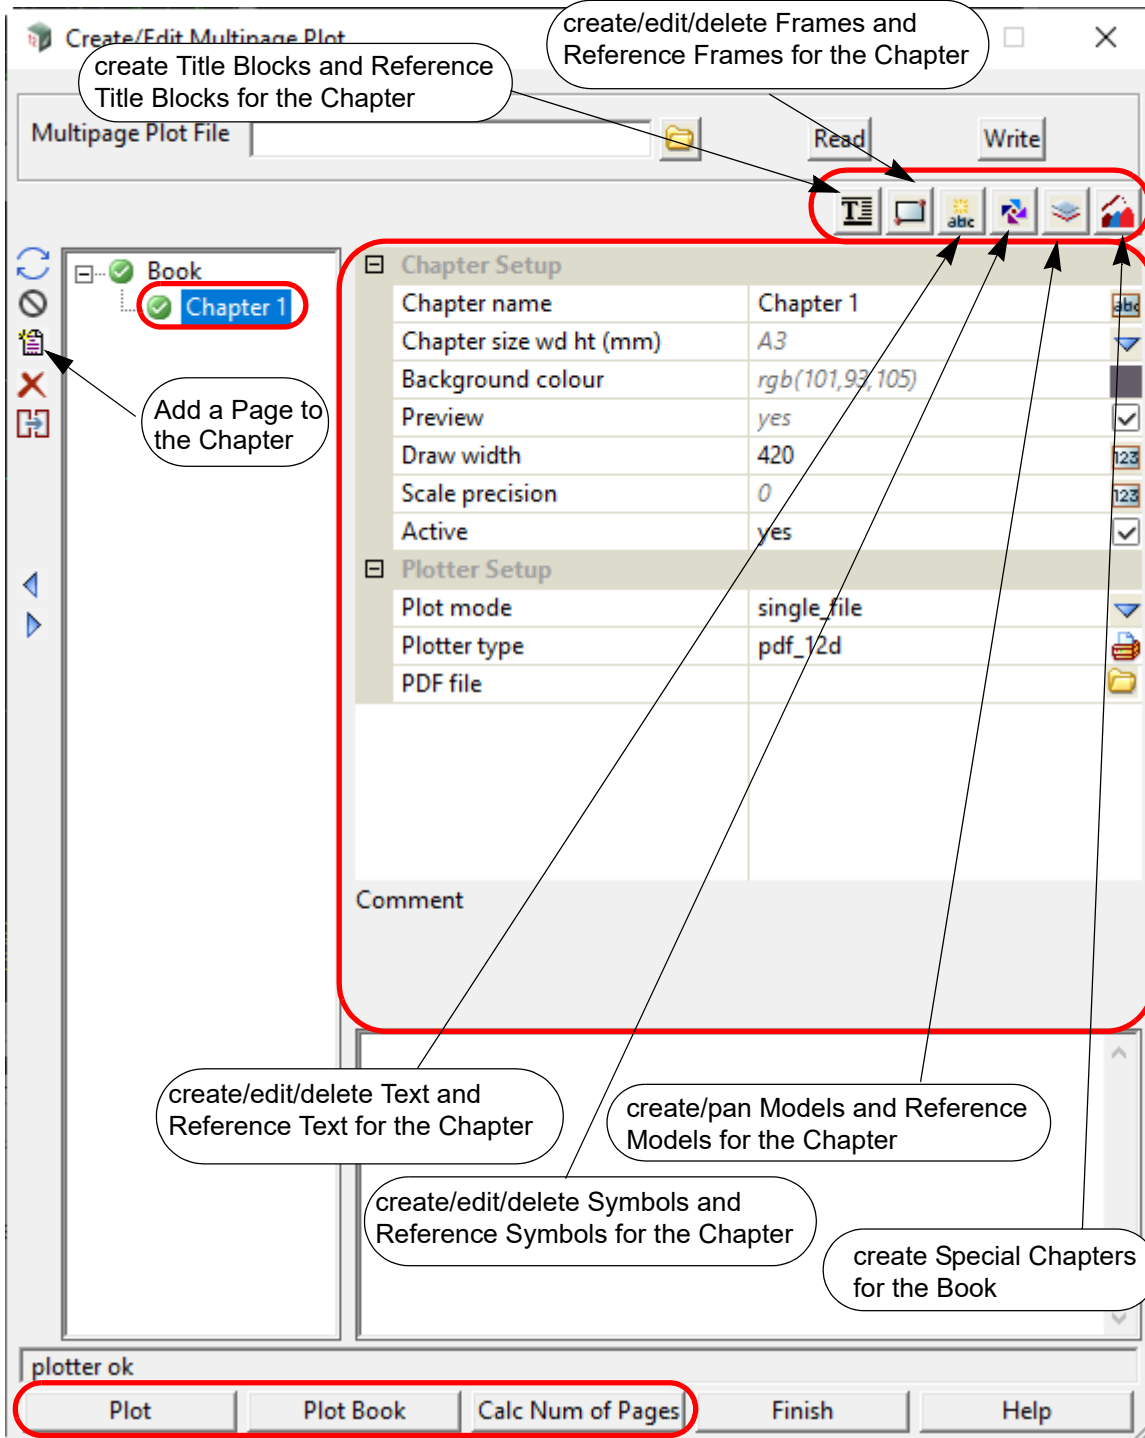 create/edit/delete Frames and
Reference Frames for the Chapter
Create/Edit Multipage Plot
create Title Blocks and Reference
Title Blocks for the Chapter
Multipage Plot File
Read
Write
T
abc
Book
Chapter 1
Add a Page to
the Chapter
Chapter Setup
Chapter name Chapter 1 abc
Chapter size wd ht (mm) A3
Background colour rgb(101,93,105)
Preview yes
Draw width 420 123
Scale precision 0 123
Active yes
Plotter Setup
Plot mode single_file
Plotter type pdf_12d
PDF file
Comment
create/edit/delete Text and
Reference Text for the Chapter
create/pan Models and Reference
Models for the Chapter
create/edit/delete Symbols and
Reference Symbols for the Chapter
create Special Chapters
for the Book
plotter ok
Plot Plot Book Calc Num of Pages Finish Help